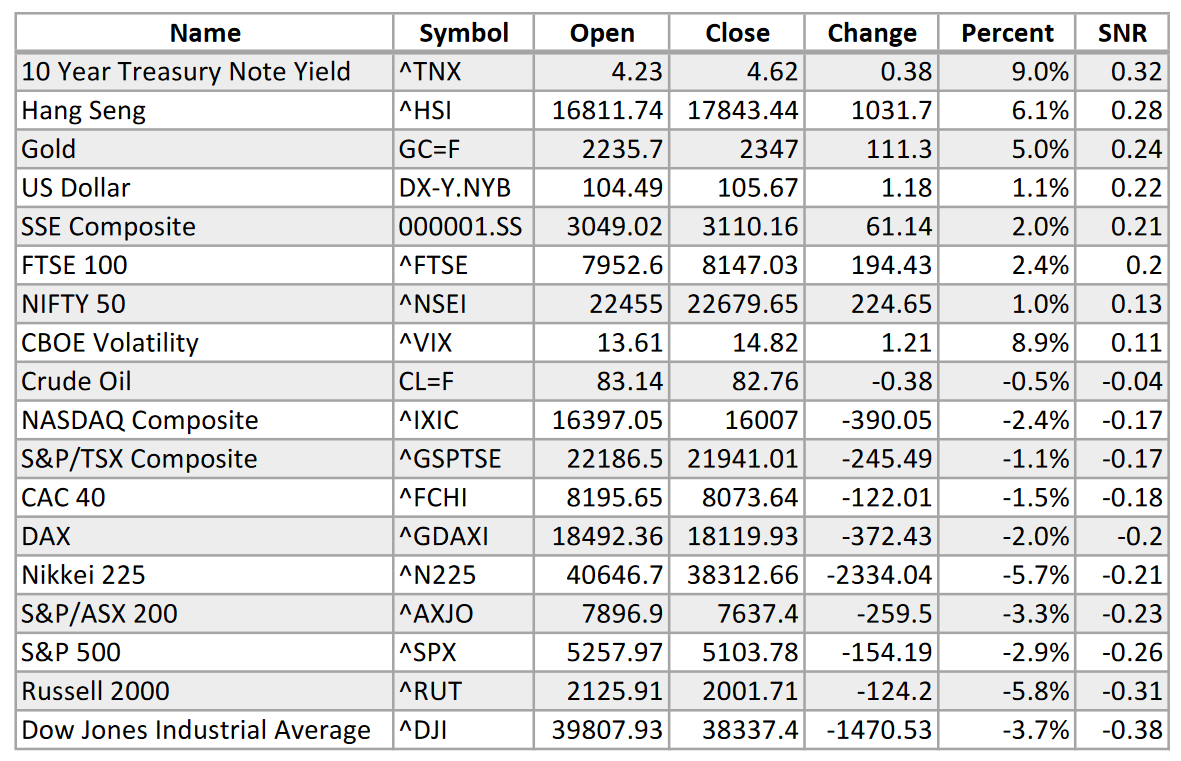 Name Symbol Open Close Change Percent SNR
10 Year Treasury Note Yield ^TNX 4.23 4.62 0.38 9.0% 0.32
Hang Seng ^HSI 16811.74 17843.44 1031.7 6.1% 0.28
Gold GC=F 2235.7 2347 111.3 5.0% 0.24
US Dollar DX-Y.NYB 104.49 105.67 1.18 1.1% 0.22
SSE Composite 000001.SS 3049.02 3110.16 61.14 2.0% 0.21
FTSE 100 ^FTSE 7952.6 8147.03 194.43 2.4% 0.2
NIFTY 50 ^NSEI 22455 22679.65 224.65 1.0% 0.13
CBOE Volatility ^VIX 13.61 14.82 1.21 8.9% 0.11
Crude Oil CL=F 83.14 82.76 -0.38 -0.5% -0.04
NASDAQ Composite ^IXIC 16397.05 16007 -390.05 -2.4% -0.17
S&P/TSX Composite ^GSPTSE 22186.5 21941.01 -245.49 -1.1% -0.17
CAC 40 ^FCHI 8195.65 8073.64 -122.01 -1.5% -0.18
DAX ^GDAXI 18492.36 18119.93 -372.43 -2.0% -0.2
Nikkei 225 ^N225 40646.7 38312.66 -2334.04 -5.7% -0.21
S&P/ASX 200 ^AXJO 7896.9 7637.4 -259.5 -3.3% -0.23
S&P 500 ^SPX 5257.97 5103.78 -154.19 -2.9% -0.26
Russell 2000 ^RUT 2125.91 2001.71 -124.2 -5.8% -0.31
Dow Jones Industrial Average ^DJI 39807.93 38337.4 -1470.53 -3.7% -0.38